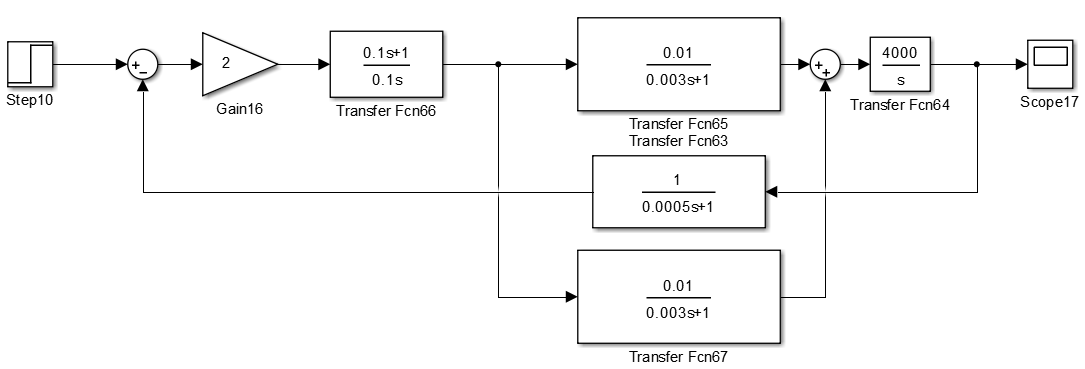 Step10
+
−
2
Gain16
0.1s+1
0.1s
Transfer Fcn66
0.01
0.003s+1
Transfer Fcn65
+
+
4000
s
Transfer Fcn64
Scope17
Transfer Fcn63
1
0.0005s+1
0.01
0.003s+1
Transfer Fcn67